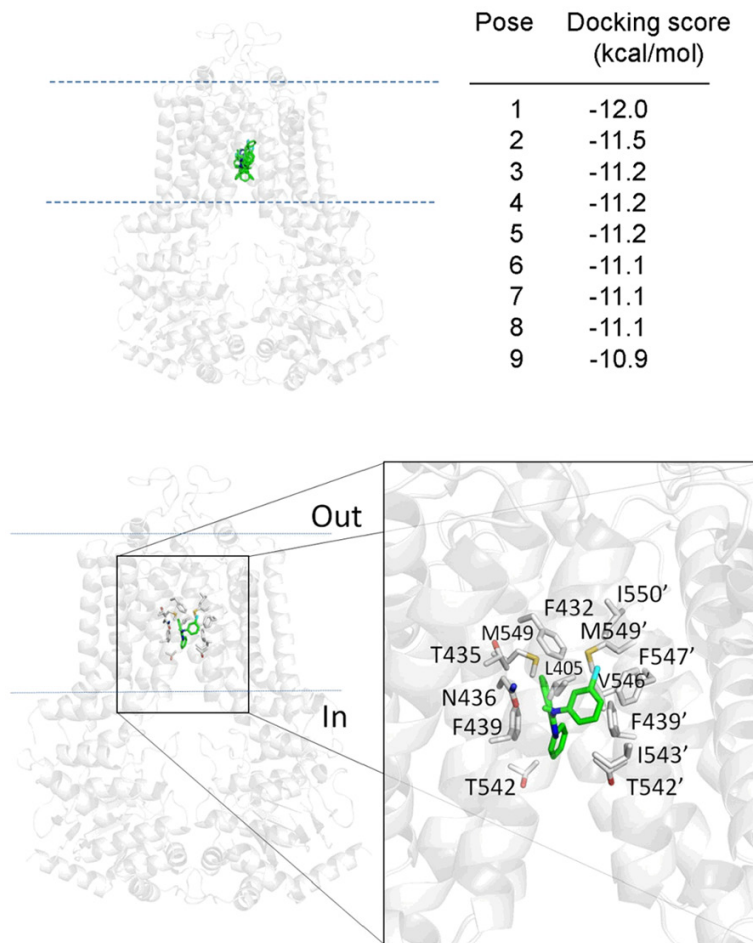 Pose Docking score
(kcal/mol)
1 -12.0
2 -11.5
3 -11.2
4 -11.2
5 -11.2
6 -11.1
7 -11.1
8 -11.1
9 -10.9
Out
In
I550’
F432
M549 M549’
T435 L405 F547’
V546
N436
F439 F439’
I543’
T542 T542’